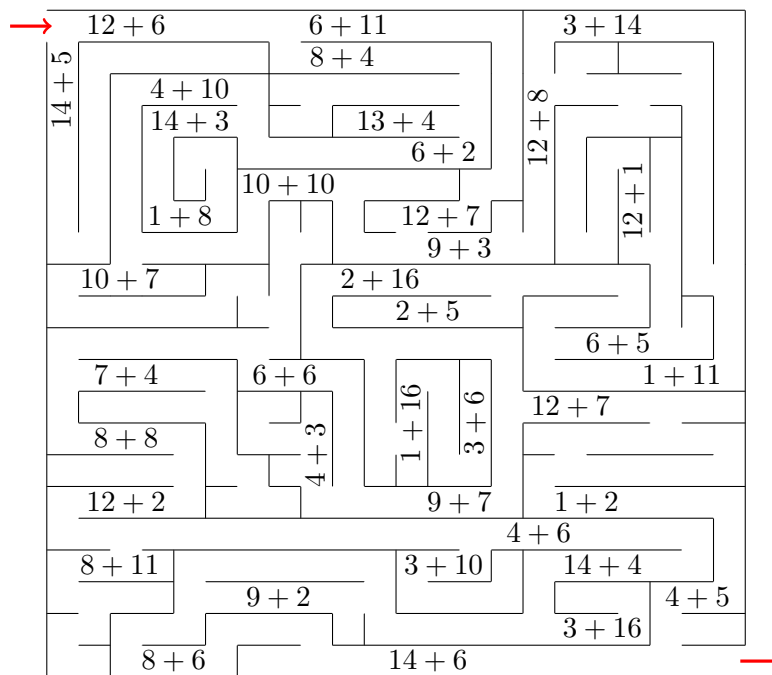 12 + 6 6 + 11 3 + 14
14 + 5 8 + 4
4 + 10 12 + 8
14 + 3 13 + 4
6 + 2
10 + 10 12 + 1
1 + 8 12 + 7
9 + 3
10 + 7 2 + 16
2 + 5
6 + 5
7 + 4 6 + 6 1 + 11
1 + 16 3 + 6 12 + 7
8 + 8 4 + 3
12 + 2 9 + 7 1 + 2
4 + 6
8 + 11 3 + 10 14 + 4
9 + 2 4 + 5
3 + 16
8 + 6 14 + 6